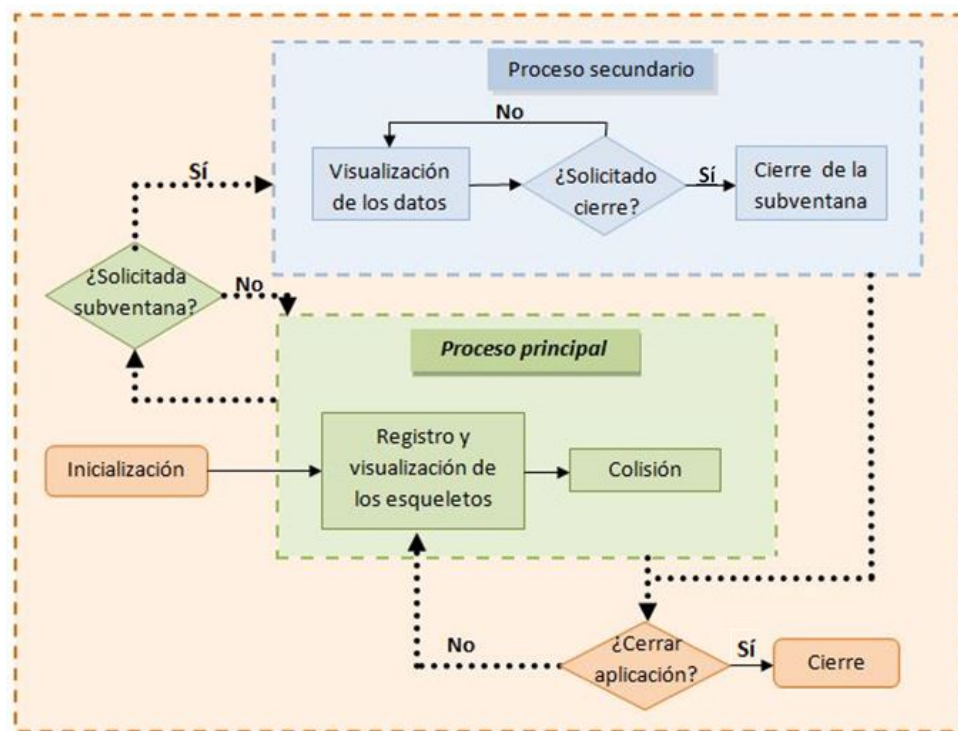 Proceso secundario
No
Visualización
de los datos
¿Solicitado
cierre?
Sí
Cierre de la
subventana
Sí
¿Solicitada
subventana?
No
Proceso principal
Registro y
visualización de
los esqueletos
Colisión
Inicialización
No
¿Cerrar
aplicación?
Sí
Cierre